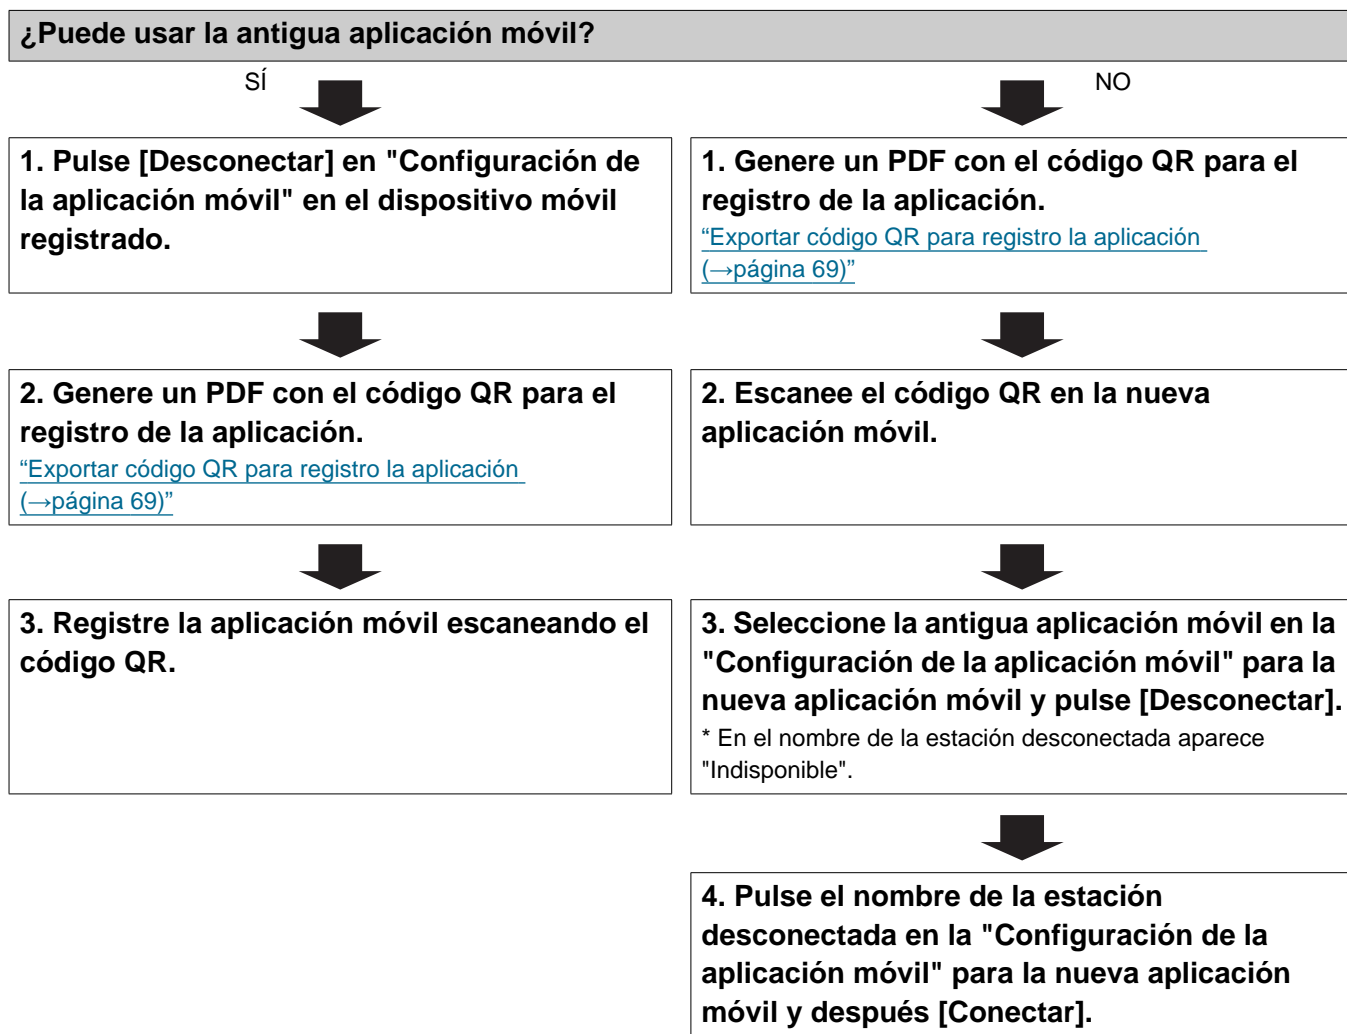 ¿Puede usar la antigua aplicación móvil?
SÍ
1. Pulse [Desconectar] en "Configuración de
la aplicación móvil" en el dispositivo móvil
registrado.
2. Genere un PDF con el código QR para el
registro de la aplicación.
“Exportar código QR para registro la aplicación
(→página 69)”
3. Registre la aplicación móvil escaneando el
código QR.
NO
1. Genere un PDF con el código QR para el
registro de la aplicación.
“Exportar código QR para registro la aplicación
(→página 69)”
2. Escanee el código QR en la nueva
aplicación móvil.
3. Seleccione la antigua aplicación móvil en la
"Configuración de la aplicación móvil" para la
nueva aplicación móvil y pulse [Desconectar].
* En el nombre de la estación desconectada aparece
"Indisponible".
4. Pulse el nombre de la estación
desconectada en la "Configuración de la
aplicación móvil" para la nueva aplicación
móvil y después [Conectar].